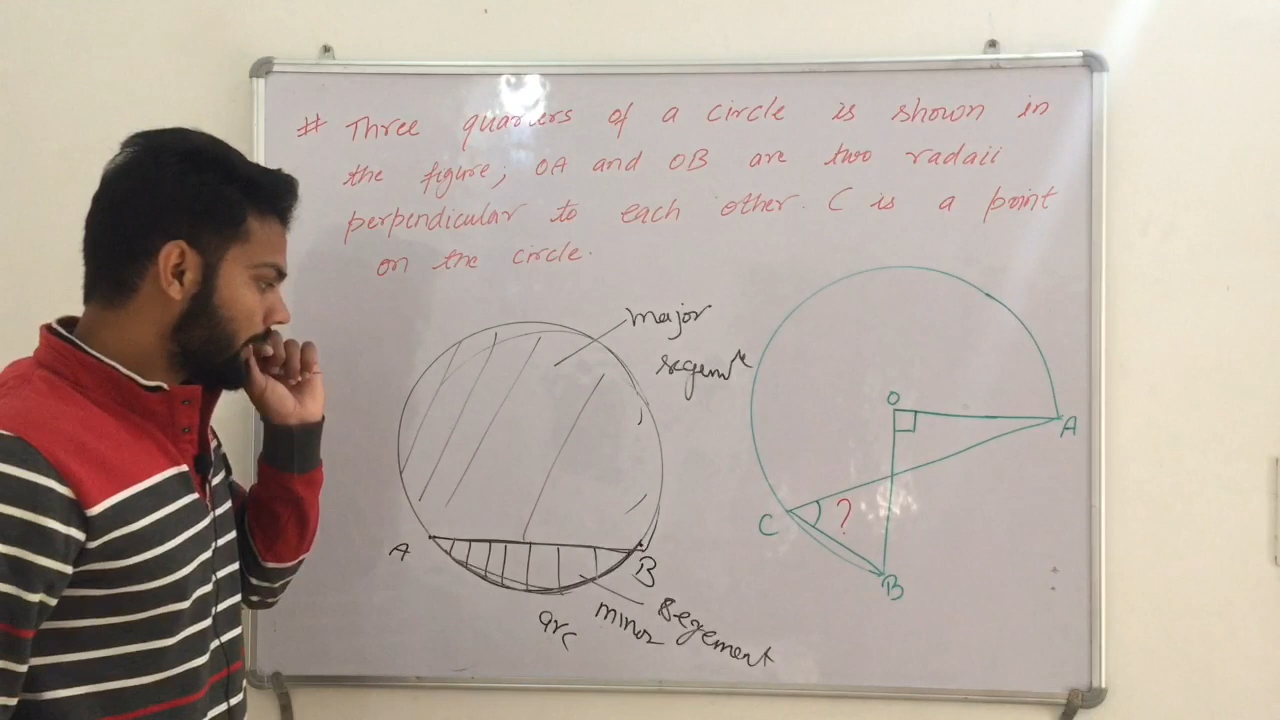 # Three quarters of a circle is shown in
the figure; OA and OB are two radaii
perpendicular to each other. C is a point
on the circle.
major
segment
A
B
arc
minor Segement
O
A
C
?
B